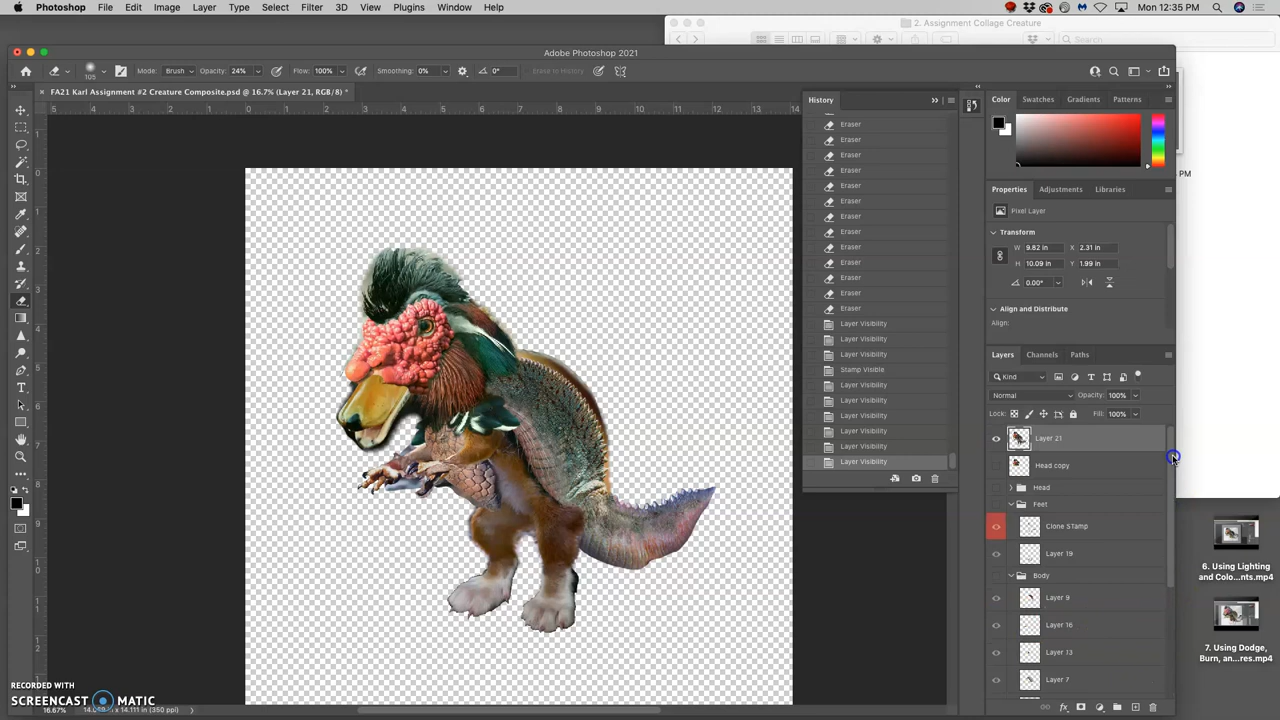 Photoshop File Edit Image Layer Type Select Filter 3D View Plugins Window Help Mon 12:35 PM
2. Assignment Collage Creature
Search
Adobe Photoshop 2021
105 Mode: Brush Opacity: 24% Flow: 100% Smoothing: 0% 0° Erase to History
FA21 Karl Assignment #2 Creature Composite.psd @ 16.7% (Layer 21, RGB/8) *
History
Eraser
Eraser
Eraser
Eraser
Eraser
Eraser
Eraser
Eraser
Eraser
Eraser
Eraser
Eraser
Eraser
Layer Visibility
Layer Visibility
Layer Visibility
Stamp Visible
Layer Visibility
Layer Visibility
Layer Visibility
Layer Visibility
Layer Visibility
Layer Visibility
Color Swatches Gradients Patterns
Properties Adjustments Libraries
Pixel Layer
Transform
W 9.82 in X 2.31 in
H 10.09 in Y 1.99 in
0.00°
Align and Distribute
Align:
Layers Channels Paths
Kind
Normal Opacity: 100%
Lock: Fill: 100%
Layer 21
Head copy
Head
Feet
Clone STamp
Layer 19
Body
Layer 9
Layer 16
Layer 13
Layer 7
6. Using Lighting
and Colo...nts.mp4
7. Using Dodge,
Burn, an...res.mp4
RECORDED WITH
SCREENCAST MATIC
16.67%